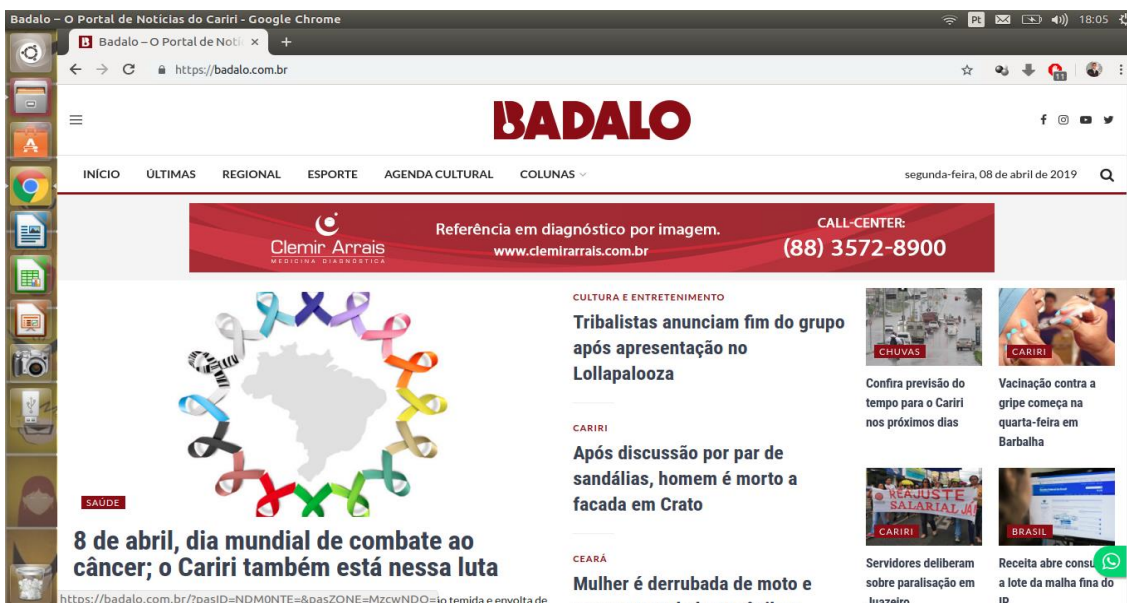 Badalo – O Portal de Notícias do Cariri - Google Chrome
Pt
18:05
Badalo – O Portal de Notí
https://badalo.com.br
11
BADALO
INÍCIO ÚLTIMAS REGIONAL ESPORTE AGENDA CULTURAL COLUNAS
segunda-feira, 08 de abril de 2019
Clemir Arrais
MEDICINA DIAGNÓSTICA
Referência em diagnóstico por imagem.
www.clemirarrais.com.br
CALL-CENTER:
(88) 3572-8900
SAÚDE
8 de abril, dia mundial de combate ao
câncer; o Cariri também está nessa luta
temida e envolta de
https://badalo.com.br/?pasID=NDM0NTE=&pasZONE=MzcwNDO=
CULTURA E ENTRETENIMENTO
Tribalistas anunciam fim do grupo
após apresentação no
Lollapalooza
CARIRI
Após discussão por par de
sandálias, homem é morto a
facada em Crato
CEARÁ
Mulher é derrubada de moto e
CHUVAS
Confira previsão do
tempo para o Cariri
nos próximos dias
CARIRI
Vacinação contra a
gripe começa na
quarta-feira em
Barbalha
REAJUSTE
SALARIAL JÁ
CARIRI
Servidores deliberam
sobre paralisação em
Juazeiro
BRASIL
Receita abre consu
a lote da malha fina do
IR